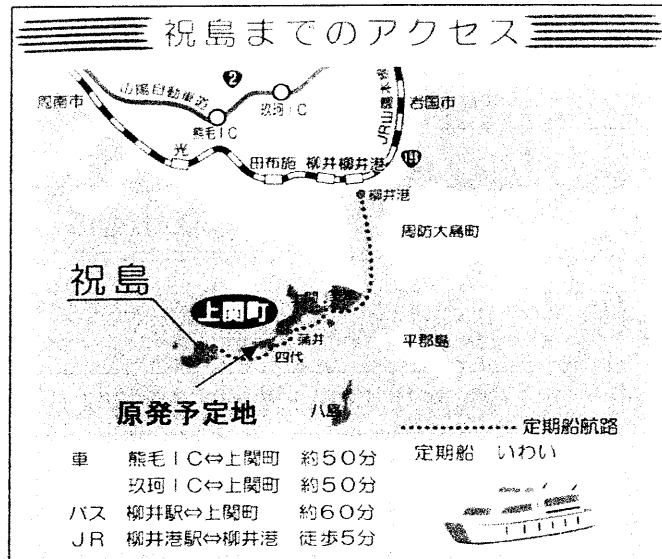 祝島までのアクセス
2
周南市
山陽自動車道
玖珂IC
熊毛IC
JR山陽本線
岩国市
光
田布施 柳井 柳井港
柳井港
周防大島町
祝島
上関町
蒲井
四代
平郡島
原発予定地
八島
定期船航路
定期船 いわい
車 熊毛IC⇔上関町 約50分
玖珂IC⇔上関町 約50分
バス 柳井駅⇔上関町 約60分
JR 柳井港駅⇔柳井港 徒歩5分